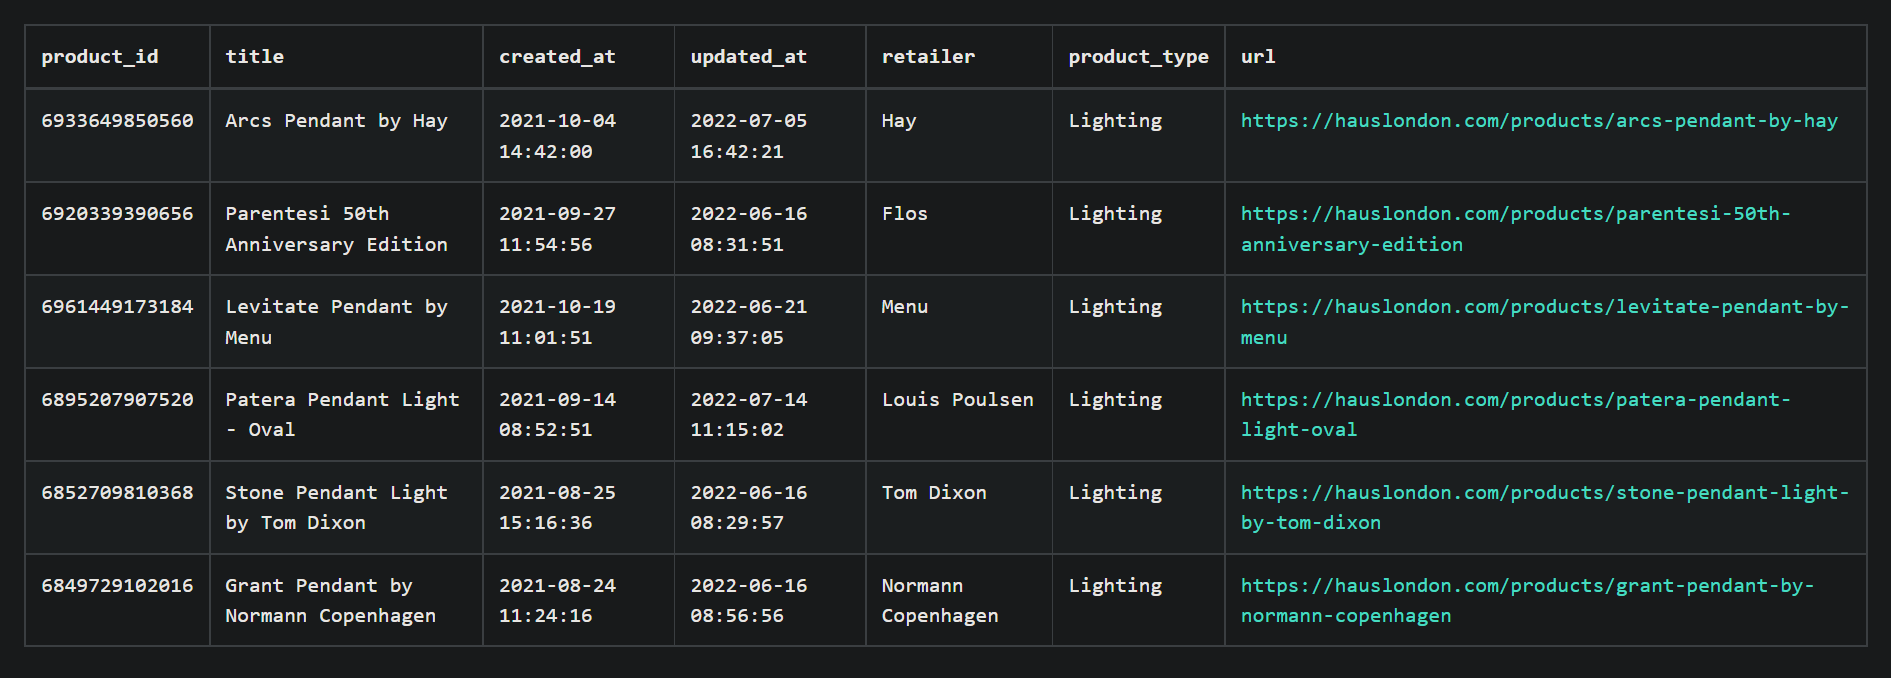 product_id title created_at updated_at retailer product_type url
6933649850560 Arcs Pendant by Hay 2021-10-04 2022-07-05 Hay Lighting https://hauslondon.com/products/arcs-pendant-by-hay
14:42:00 16:42:21
6920339390656 Parentesi 50th 2021-09-27 2022-06-16 Flos Lighting https://hauslondon.com/products/parentesi-50th-
Anniversary Edition 11:54:56 08:31:51 anniversary-edition
6961449173184 Levitate Pendant by 2021-10-19 2022-06-21 Menu Lighting https://hauslondon.com/products/levitate-pendant-by-
Menu 11:01:51 09:37:05 menu
6895207907520 Patera Pendant Light 2021-09-14 2022-07-14 Louis Poulsen Lighting https://hauslondon.com/products/patera-pendant-
- Oval 08:52:51 11:15:02 light-oval
6852709810368 Stone Pendant Light 2021-08-25 2022-06-16 Tom Dixon Lighting https://hauslondon.com/products/stone-pendant-light-
by Tom Dixon 15:16:36 08:29:57 by-tom-dixon
6849729102016 Grant Pendant by 2021-08-24 2022-06-16 Normann Lighting https://hauslondon.com/products/grant-pendant-by-
Normann Copenhagen 11:24:16 08:56:56 Copenhagen normann-copenhagen